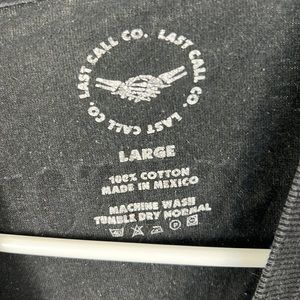 LAST CALL CO. LAST CALL CO. LAST CALL CO.
LARGE
100% COTTON
MADE IN MEXICO
MACHINE WASH
TUMBLE DRY NORMAL